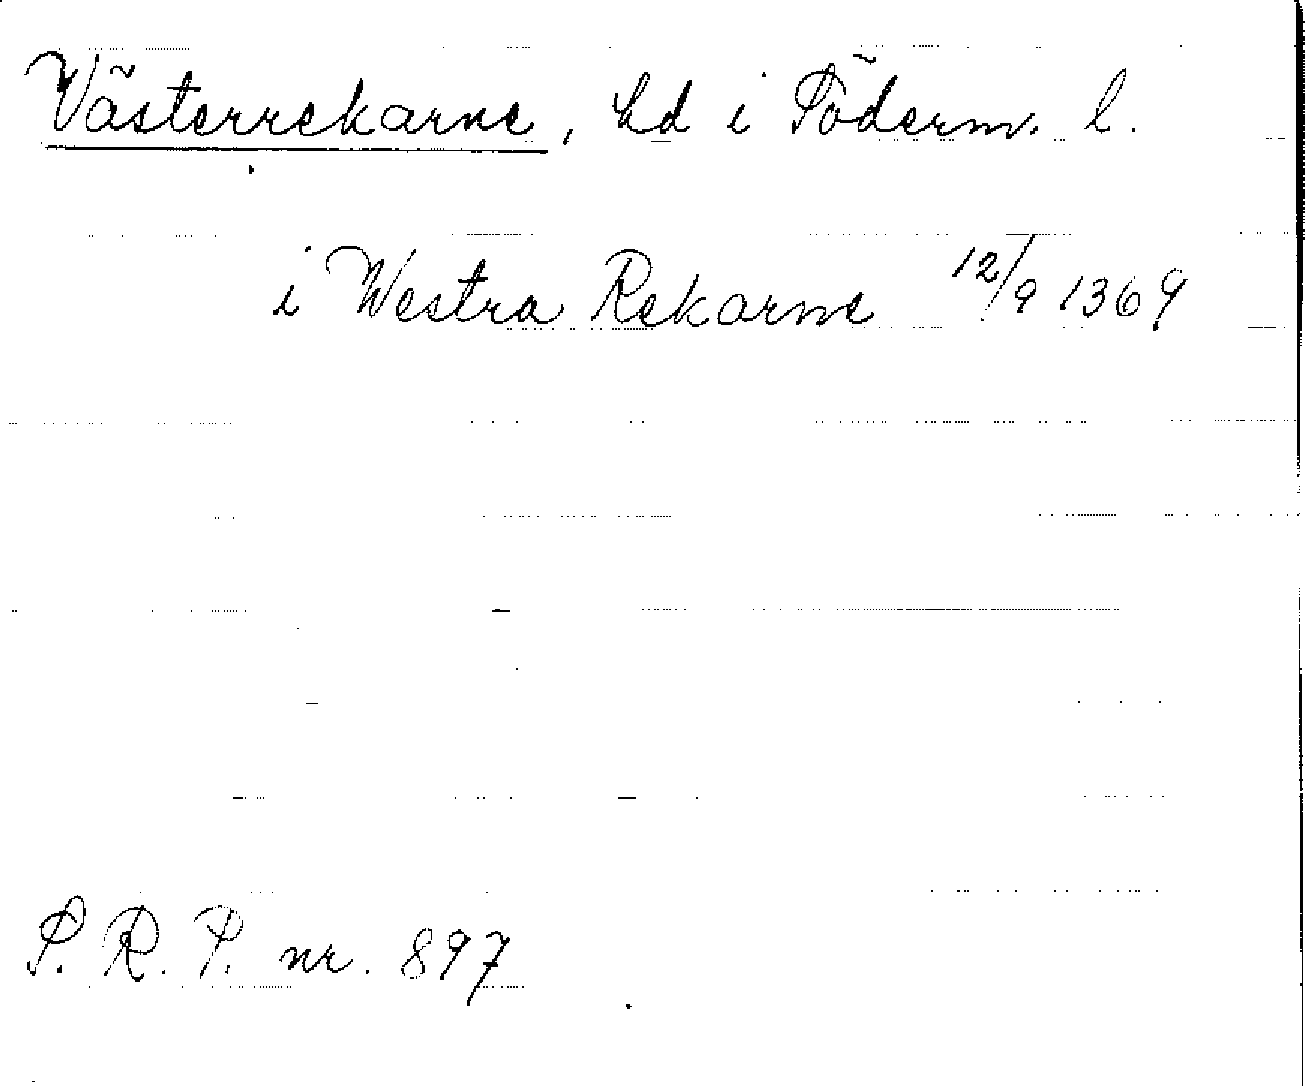 Västerrekarne, hd i Söderm. l.
i Westra Rekarne 12/9 1369
S. R. P. nr. 897